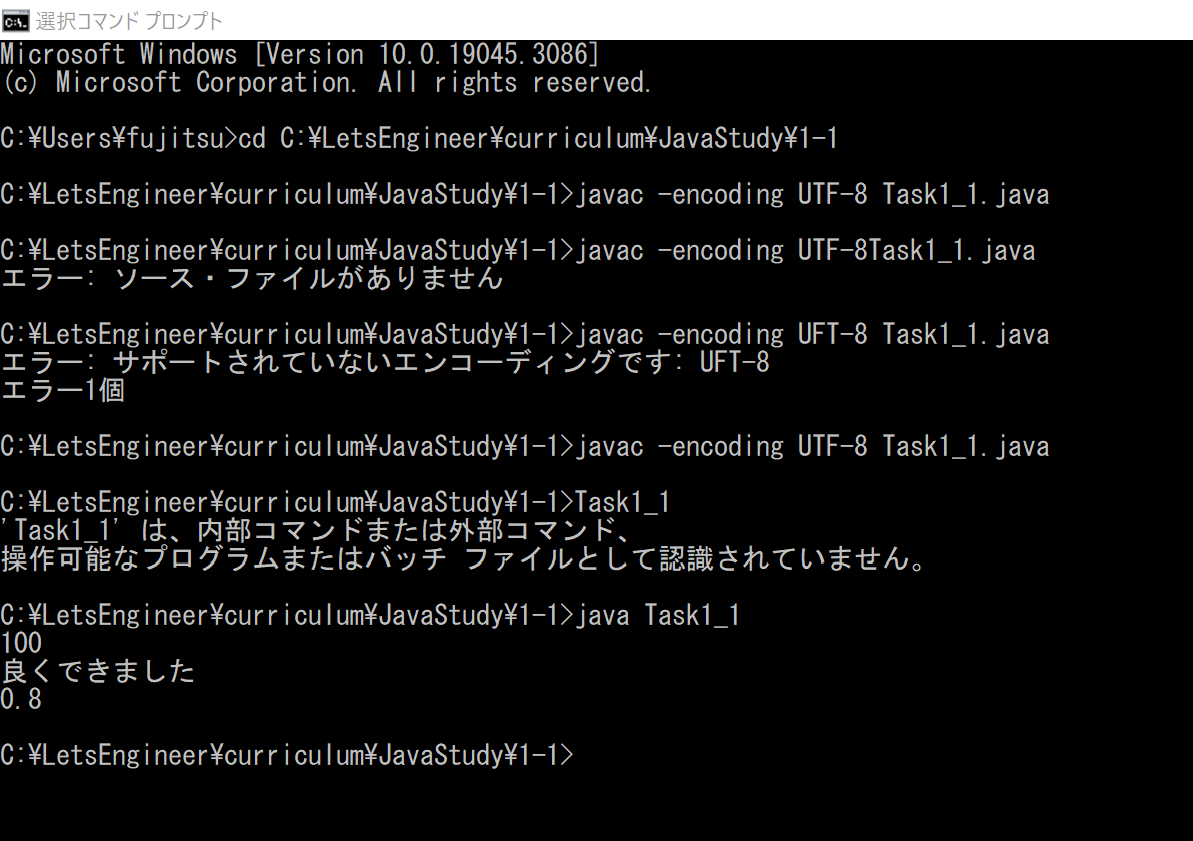 選択コマンド プロンプト
Microsoft Windows [Version 10.0.19045.3086]
(c) Microsoft Corporation. All rights reserved.
C:¥Users¥fujitsu>cd C:¥LetsEngineer¥curriculum¥JavaStudy¥1-1
C:¥LetsEngineer¥curriculum¥JavaStudy¥1-1>javac -encoding UTF-8 Task1_1.java
C:¥LetsEngineer¥curriculum¥JavaStudy¥1-1>javac -encoding UTF-8Task1_1.java
エラー: ソース・ファイルがありません
C:¥LetsEngineer¥curriculum¥JavaStudy¥1-1>javac -encoding UFT-8 Task1_1.java
エラー: サポートされていないエンコーディングです: UFT-8
エラー1個
C:¥LetsEngineer¥curriculum¥JavaStudy¥1-1>javac -encoding UTF-8 Task1_1.java
C:¥LetsEngineer¥curriculum¥JavaStudy¥1-1>Task1_1
'Task1_1' は、内部コマンドまたは外部コマンド、
操作可能なプログラムまたはバッチ ファイルとして認識されていません。
C:¥LetsEngineer¥curriculum¥JavaStudy¥1-1>java Task1_1
100
良くできました
0.8
C:¥LetsEngineer¥curriculum¥JavaStudy¥1-1>